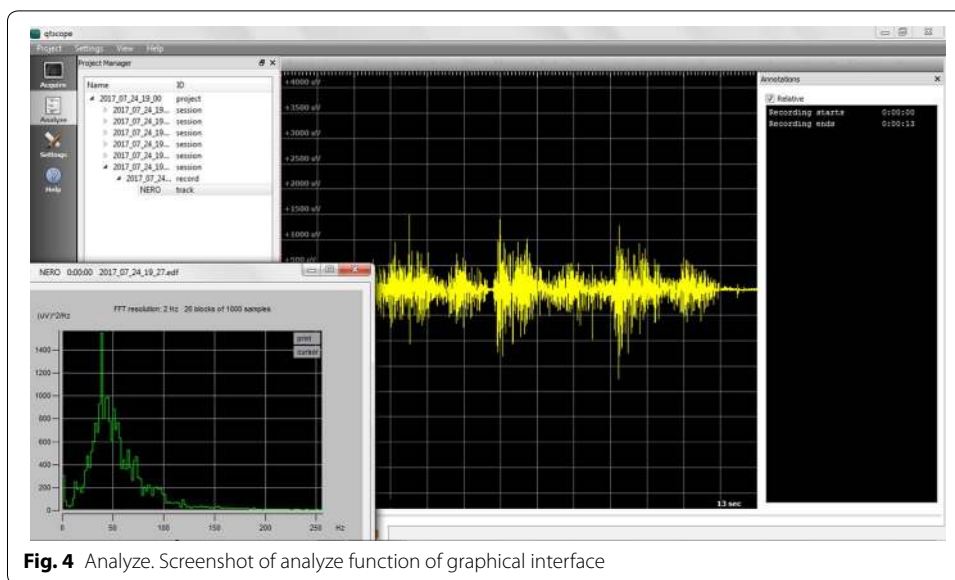 qtscope
Project Settings View Help
Acquire
Analyze
Settings
Help
Project Manager
Name ID
2017_07_24_19_00 project
2017_07_24_19... session
2017_07_24_19... session
2017_07_24_19... session
2017_07_24_19... session
2017_07_24_19... session
2017_07_24... record
NERO track
+4000 uV
+3500 uV
+3000 uV
+2500 uV
+2000 uV
+1500 uV
+1000 uV
+500 uV
13 sec
Annotations
Relative
Recording starts 0:00:00
Recording ends 0:00:13
NERO 0:00:00 2017_07_24_19_27.edf
FFT resolution: 2 Hz 26 blocks of 1000 samples
(uV)^2/Hz
print
cursor
1400
1200
1000
800
600
400
200
0
0 50 100 150 200 250 Hz
Fig. 4 Analyze. Screenshot of analyze function of graphical interface